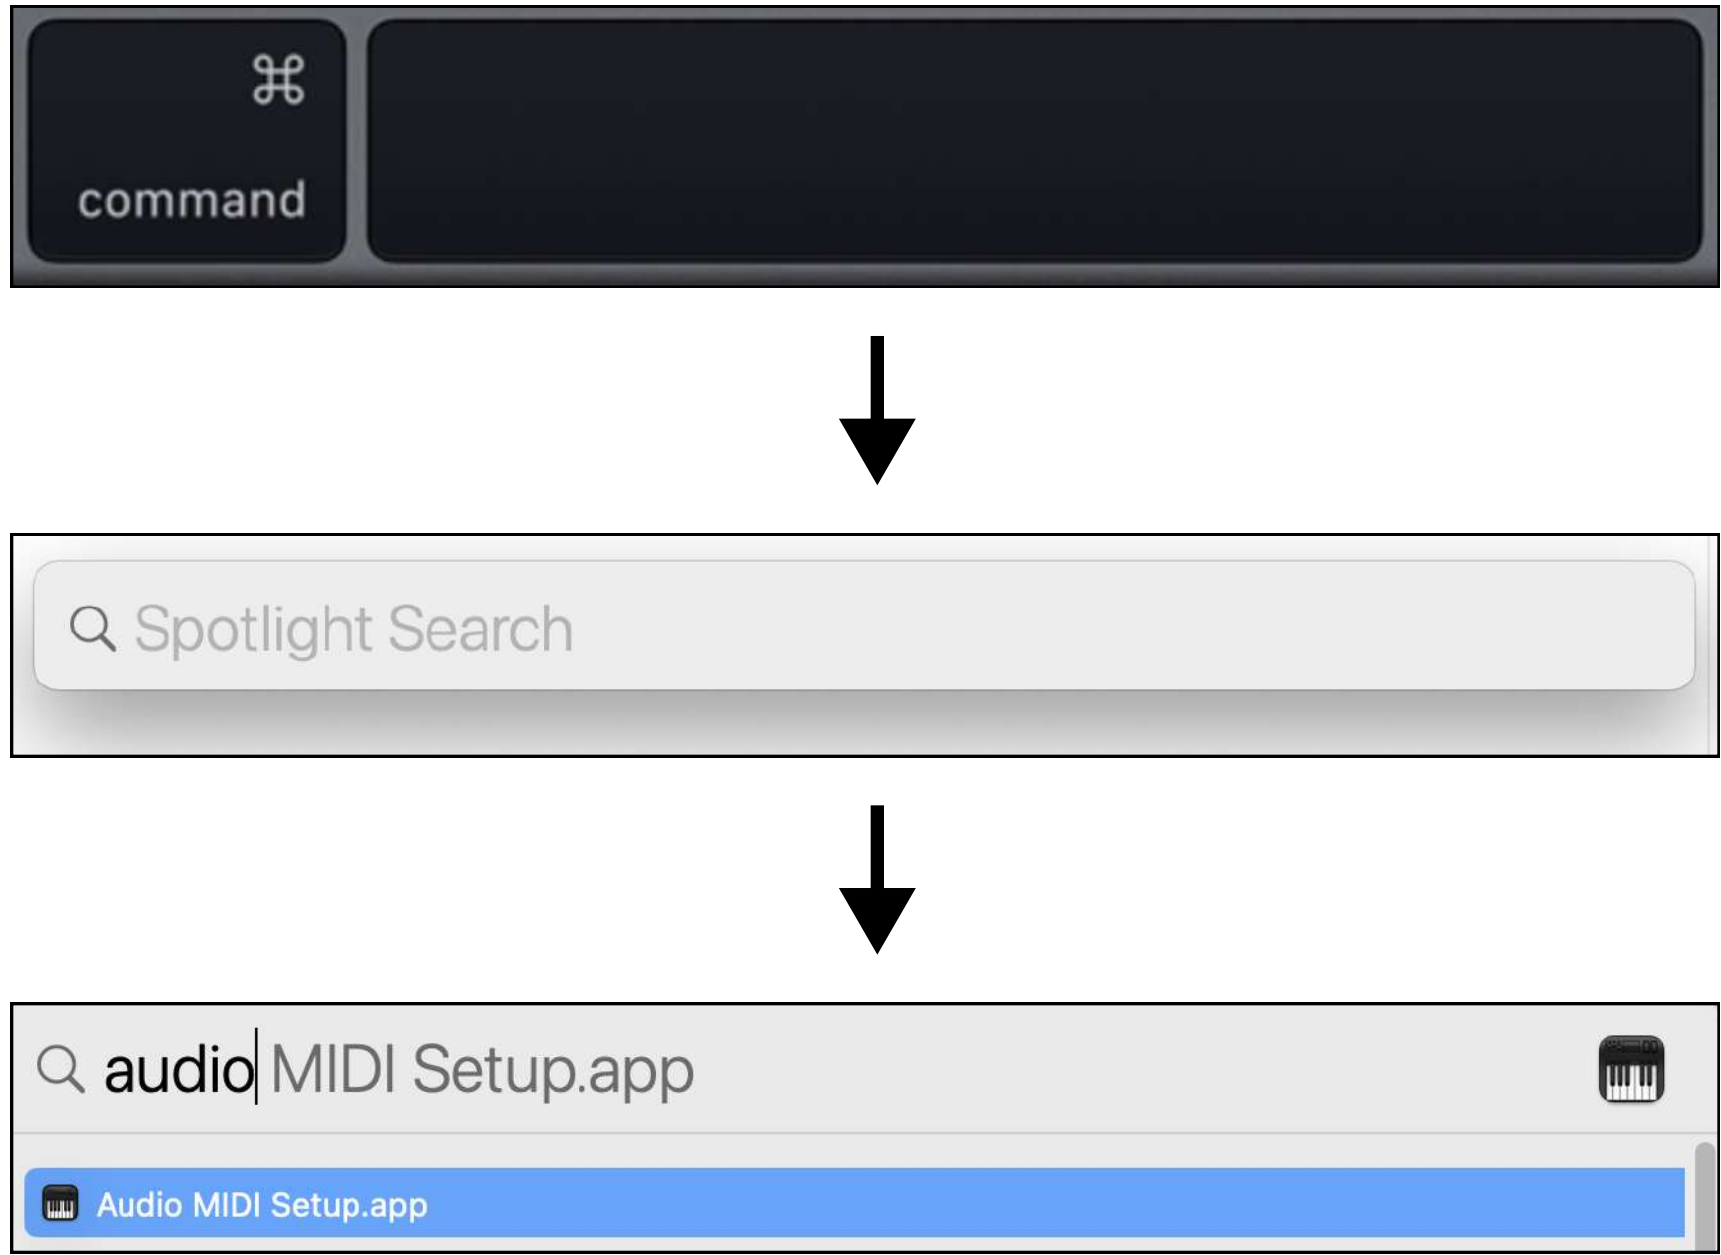 ⌘
command
Spotlight Search
audio MIDI Setup.app
Audio MIDI Setup.app